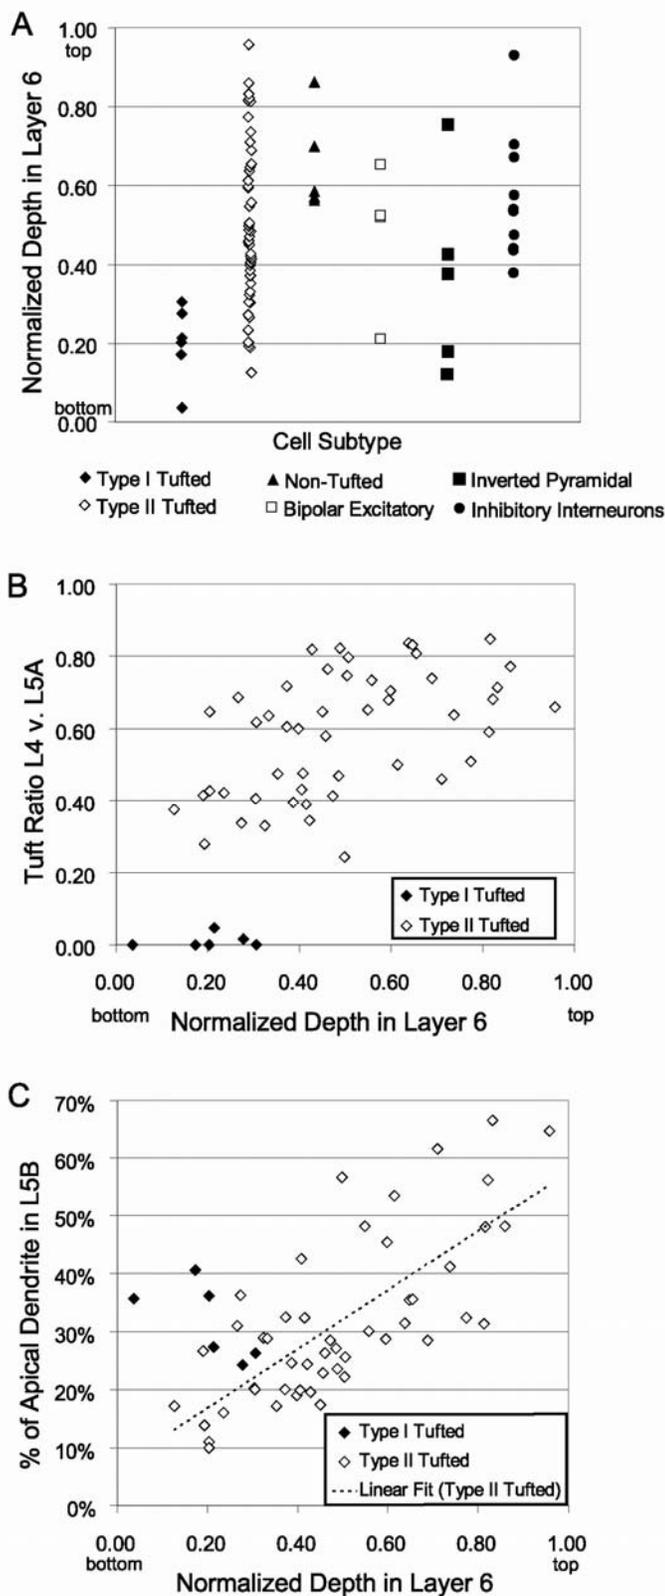 A
1.00
top
0.80
0.60
0.40
0.20
bottom
0.00
Normalized Depth in Layer 6
Cell Subtype
Type I Tufted
Non-Tufted
Inverted Pyramidal
Type II Tufted
Bipolar Excitatory
Inhibitory Interneurons
B
1.00
0.80
0.60
0.40
0.20
0.00
Tuft Ratio L4 v. L5A
Type I Tufted
Type II Tufted
0.00 0.20 0.40 0.60 0.80 1.00
bottom Normalized Depth in Layer 6 top
C
70%
60%
50%
40%
30%
20%
10%
0%
% of Apical Dendrite in L5B
Type I Tufted
Type II Tufted
Linear Fit (Type II Tufted)
0.00 0.20 0.40 0.60 0.80 1.00
bottom top
Normalized Depth in Layer 6